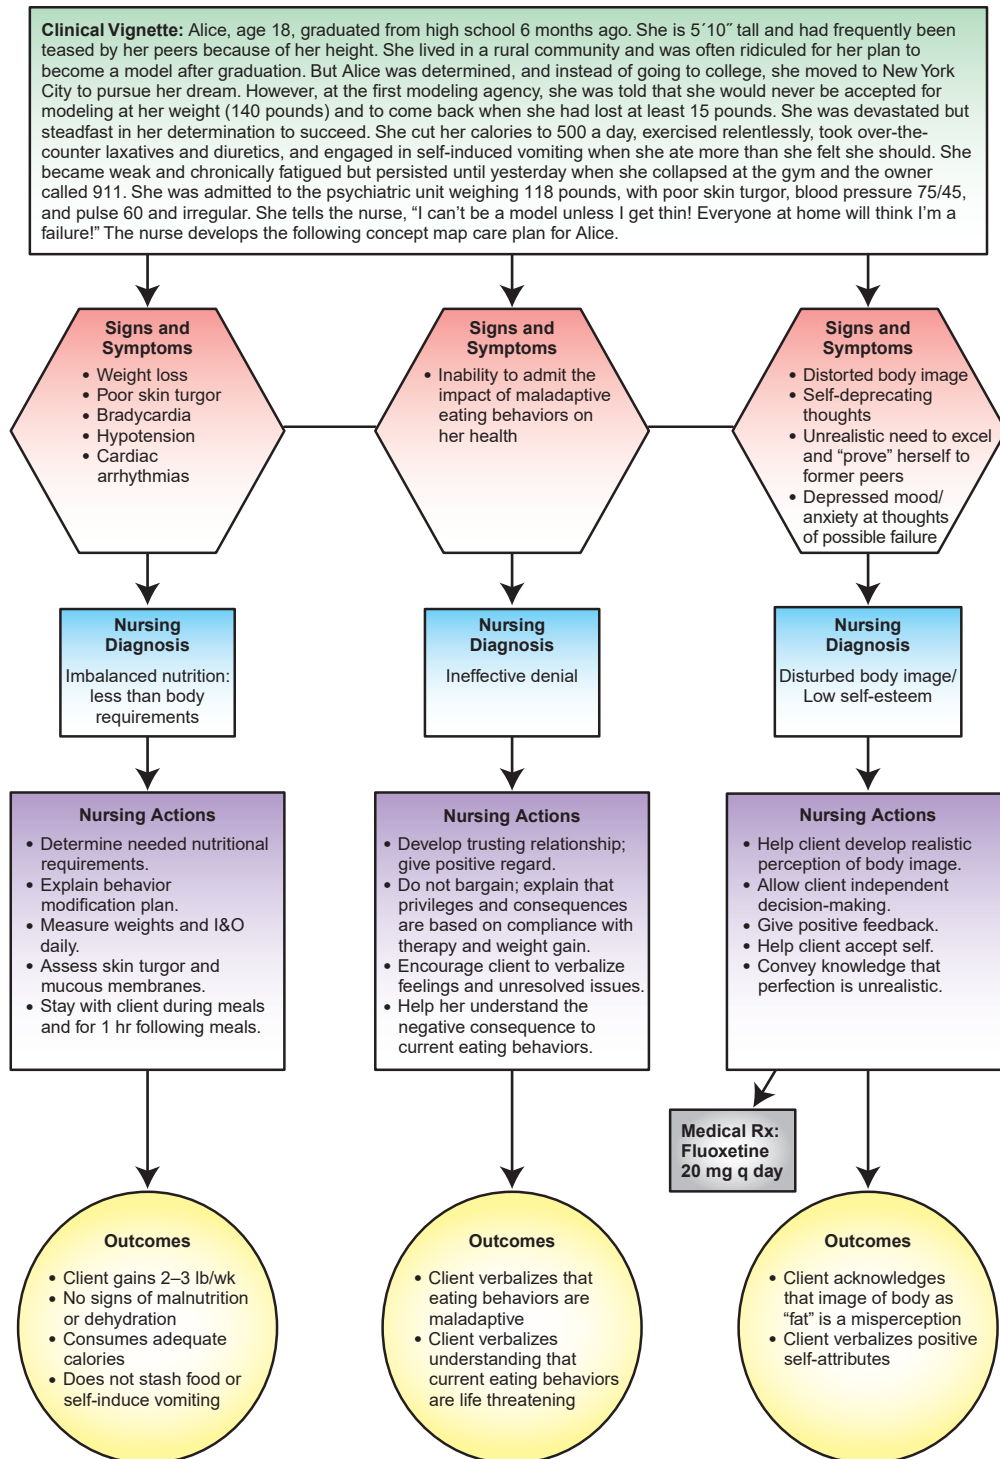 Clinical Vignette: Alice, age 18, graduated from high school 6 months ago. She is 5´10˝ tall and had frequently been
teased by her peers because of her height. She lived in a rural community and was often ridiculed for her plan to
become a model after graduation. But Alice was determined, and instead of going to college, she moved to New York
City to pursue her dream. However, at the first modeling agency, she was told that she would never be accepted for
modeling at her weight (140 pounds) and to come back when she had lost at least 15 pounds. She was devastated but
steadfast in her determination to succeed. She cut her calories to 500 a day, exercised relentlessly, took over-the-
counter laxatives and diuretics, and engaged in self-induced vomiting when she ate more than she felt she should. She
became weak and chronically fatigued but persisted until yesterday when she collapsed at the gym and the owner
called 911. She was admitted to the psychiatric unit weighing 118 pounds, with poor skin turgor, blood pressure 75/45,
and pulse 60 and irregular. She tells the nurse, “I can’t be a model unless I get thin! Everyone at home will think I’m a
failure!” The nurse develops the following concept map care plan for Alice.
Signs and
Symptoms
• Weight loss
• Poor skin turgor
• Bradycardia
• Hypotension
• Cardiac
arrhythmias
Signs and
Symptoms
• Inability to admit the
impact of maladaptive
eating behaviors on
her health
Signs and
Symptoms
• Distorted body image
• Self-deprecating
thoughts
• Unrealistic need to excel
and “prove” herself to
former peers
• Depressed mood/
anxiety at thoughts
of possible failure
Nursing
Diagnosis
Imbalanced nutrition:
less than body
requirements
Nursing
Diagnosis
Ineffective denial
Nursing
Diagnosis
Disturbed body image/
Low self-esteem
Nursing Actions
• Determine needed nutritional
requirements.
• Explain behavior
modification plan.
• Measure weights and I&O
daily.
• Assess skin turgor and
mucous membranes.
• Stay with client during meals
and for 1 hr following meals.
Nursing Actions
• Develop trusting relationship;
give positive regard.
• Do not bargain; explain that
privileges and consequences
are based on compliance with
therapy and weight gain.
• Encourage client to verbalize
feelings and unresolved issues.
• Help her understand the
negative consequence to
current eating behaviors.
Nursing Actions
• Help client develop realistic
perception of body image.
• Allow client independent
decision-making.
• Give positive feedback.
• Help client accept self.
• Convey knowledge that
perfection is unrealistic.
Medical Rx:
Fluoxetine
20 mg q day
Outcomes
• Client gains 2–3 lb/wk
• No signs of malnutrition
or dehydration
• Consumes adequate
calories
• Does not stash food or
self-induce vomiting
Outcomes
• Client verbalizes that
eating behaviors are
maladaptive
• Client verbalizes
understanding that
current eating behaviors
are life threatening
Outcomes
• Client acknowledges
that image of body as
“fat” is a misperception
• Client verbalizes positive
self-attributes